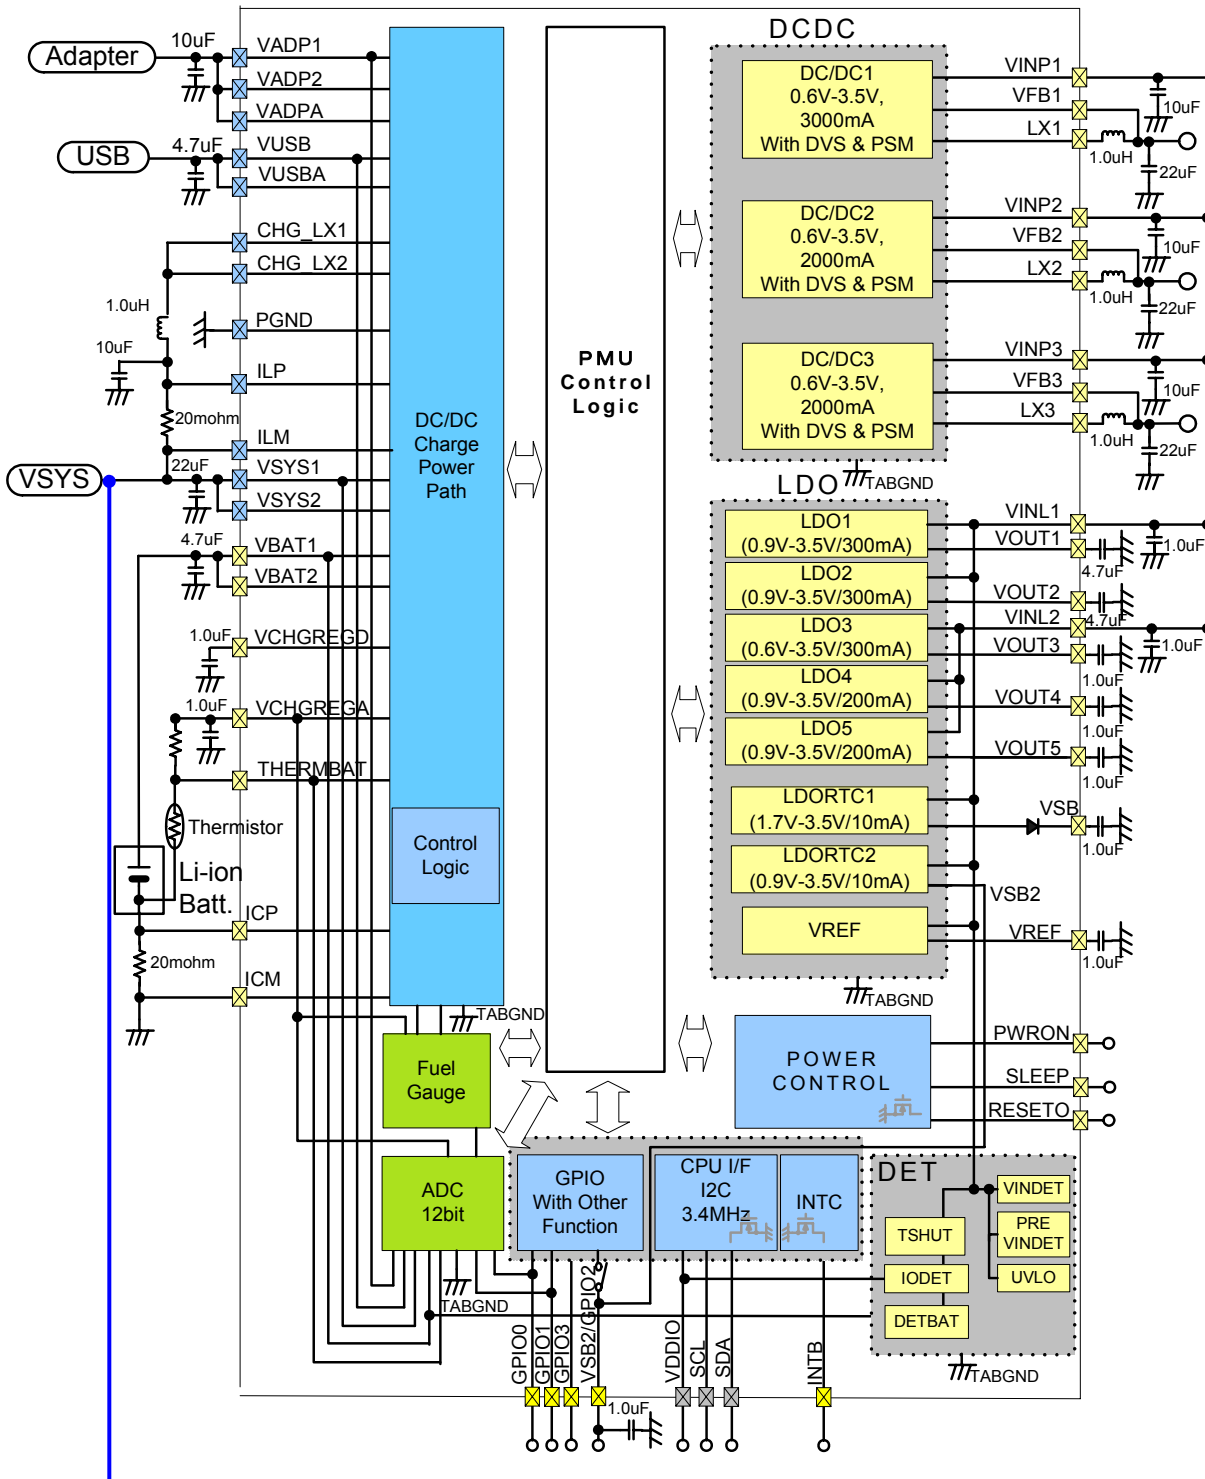 Adapter
10uF
VADP1
VADP2
VADPA
USB
4.7uF
VUSB
VUSBA
CHG_LX1
CHG_LX2
1.0uH
PGND
10uF
ILP
20mohm
ILM
VSYS
22uF
VSYS1
VSYS2
4.7uF
VBAT1
VBAT2
1.0uF
VCHGREGD
1.0uF
VCHGREGA
THERMBAT
Thermistor
Li-ion
Batt.
ICP
20mohm
ICM
DC/DC
Charge
Power
Path
Control
Logic
TABGND
Fuel
Gauge
ADC
12bit
TABGND
PMU
Control
Logic
DCDC
DC/DC1
0.6V-3.5V,
3000mA
With DVS & PSM
DC/DC2
0.6V-3.5V,
2000mA
With DVS & PSM
DC/DC3
0.6V-3.5V,
2000mA
With DVS & PSM
TABGND
VINP1
VFB1
10uF
LX1
1.0uH
22uF
VINP2
VFB2
10uF
LX2
1.0uH
22uF
VINP3
VFB3
10uF
LX3
1.0uH
22uF
LDO
LDO1
(0.9V-3.5V/300mA)
LDO2
(0.9V-3.5V/300mA)
LDO3
(0.6V-3.5V/300mA)
LDO4
(0.9V-3.5V/200mA)
LDO5
(0.9V-3.5V/200mA)
LDORTC1
(1.7V-3.5V/10mA)
LDORTC2
(0.9V-3.5V/10mA)
VREF
TABGND
VINL1
VOUT1
1.0uF
4.7uF
VOUT2
4.7uF
VINL2
VOUT3
1.0uF
1.0uF
VOUT4
1.0uF
VOUT5
1.0uF
VSB
1.0uF
VSB2
VREF
1.0uF
POWER
CONTROL
PWRON
SLEEP
RESETO
GPIO
With Other
Function
CPU I/F
I2C
3.4MHz
INTC
DET
VINDET
PRE
VINDET
UVLO
TSHUT
IODET
DETBAT
TABGND
GPIO0
GPIO1
GPIO3
VSB2/GPIO2
VDDIO
SCL
SDA
INTB
1.0uF